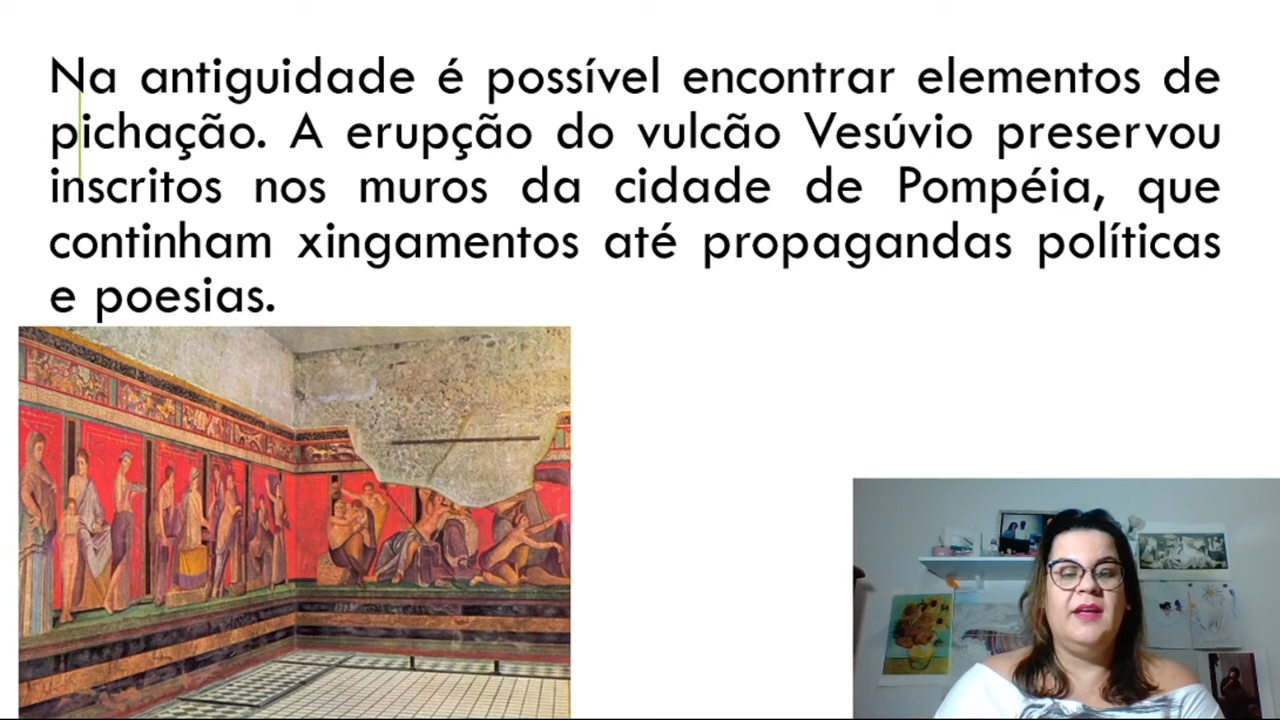 Na antiguidade é possível encontrar elementos de
pichação. A erupção do vulcão Vesúvio preservou
inscritos nos muros da cidade de Pompéia, que
continham xingamentos até propagandas políticas
e poesias.